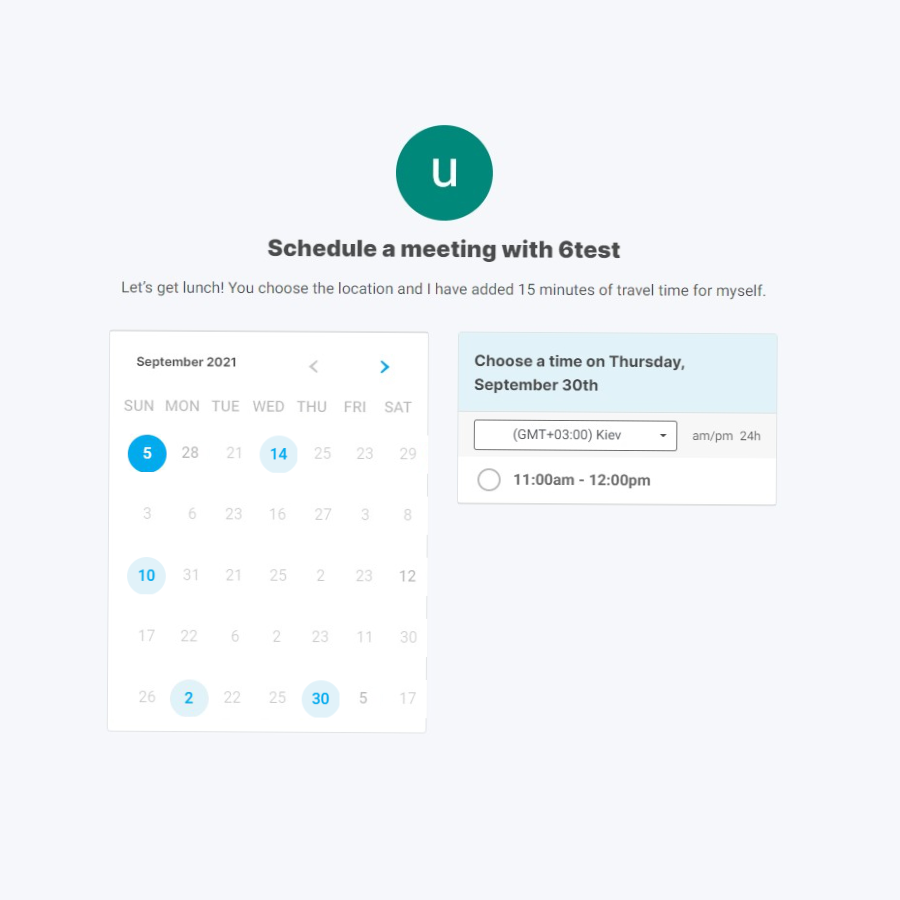 u
Schedule a meeting with 6test
Let's get lunch! You choose the location and I have added 15 minutes of travel time for myself.
September 2021
SUN MON TUE WED THU FRI SAT
5 28 21 14 25 23 29
3 6 23 16 27 3 8
10 31 21 25 2 23 12
17 22 6 2 23 11 30
26 2 22 25 30 5 17
Choose a time on Thursday,
September 30th
(GMT+03:00) Kiev am/pm 24h
11:00am - 12:00pm